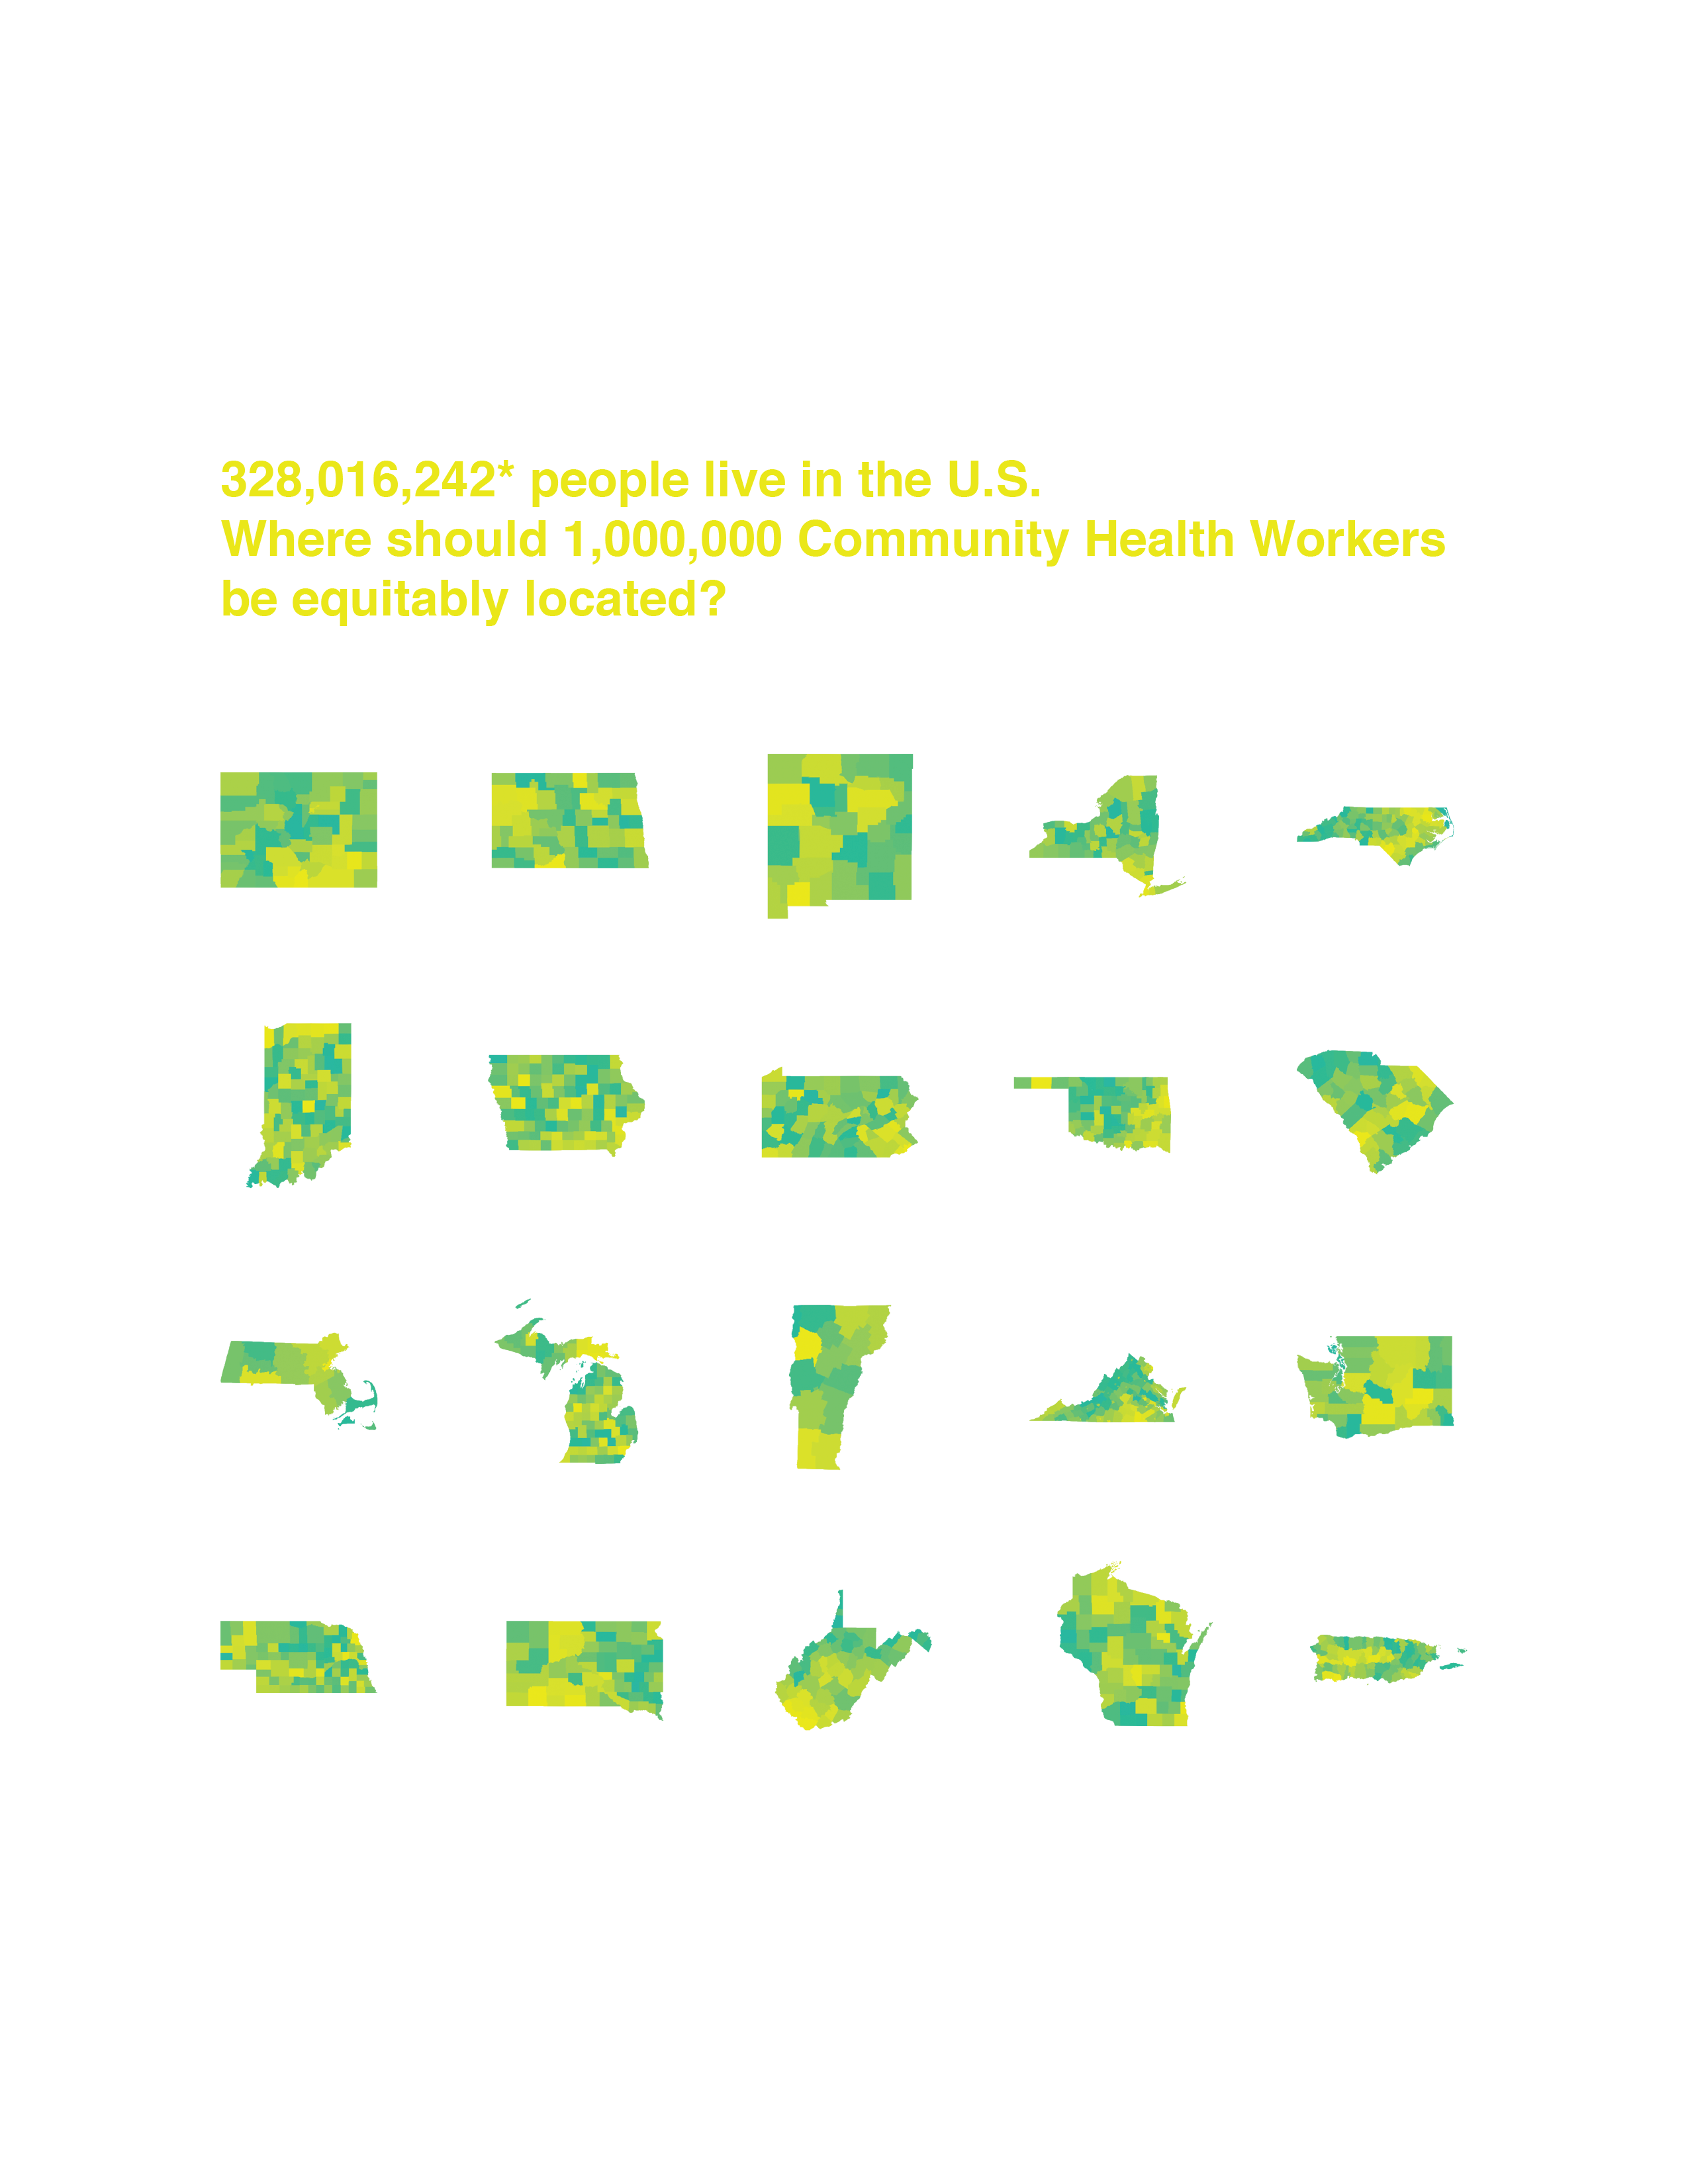 328,016,242* people live in the U.S.
Where should 1,000,000 Community Health Workers
be equitably located?